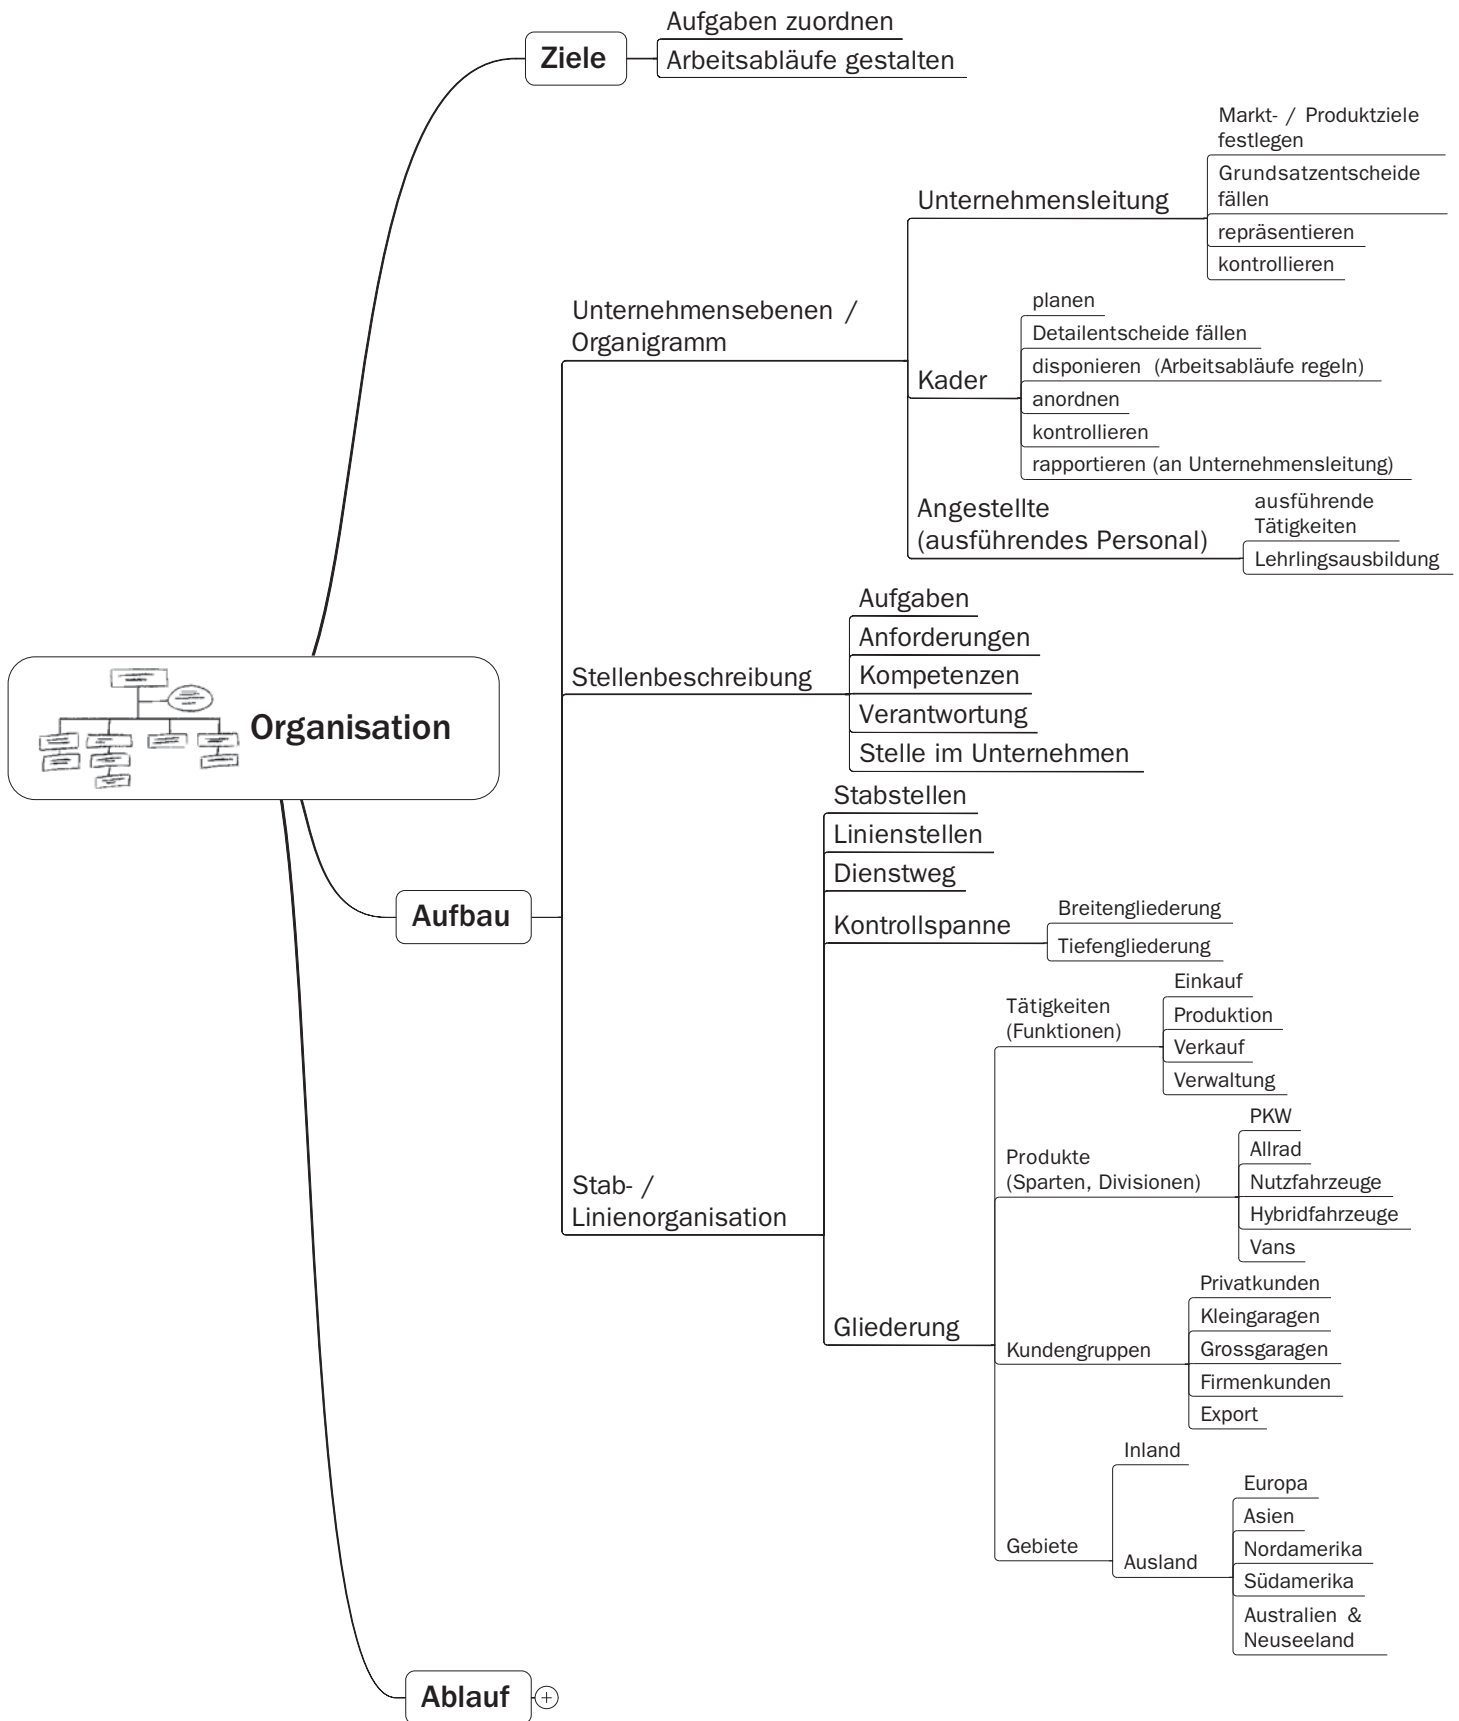 Aufgaben zuordnen
Ziele
Arbeitsabläufe gestalten
Markt- / Produktziele
festlegen
Grundsatzentscheide
fällen
Unternehmensleitung
repräsentieren
kontrollieren
Unternehmensebenen /
Organigramm
planen
Detailentscheide fällen
disponieren (Arbeitsabläufe regeln)
Kader
anordnen
kontrollieren
rapportieren (an Unternehmensleitung)
Angestellte
(ausführendes Personal)
ausführende
Tätigkeiten
Lehrlingsausbildung
Aufgaben
Anforderungen
Stellenbeschreibung
Kompetenzen
Verantwortung
Stelle im Unternehmen
Organisation
Stabstellen
Linienstellen
Dienstweg
Aufbau
Kontrollspanne
Breitengliederung
Tiefengliederung
Tätigkeiten
(Funktionen)
Einkauf
Produktion
Verkauf
Verwaltung
Stab- /
Linienorganisation
Produkte
(Sparten, Divisionen)
PKW
Allrad
Nutzfahrzeuge
Hybridfahrzeuge
Vans
Gliederung
Kundengruppen
Privatkunden
Kleingaragen
Grossgaragen
Firmenkunden
Export
Gebiete
Inland
Ausland
Europa
Asien
Nordamerika
Südamerika
Australien &
Neuseeland
Ablauf